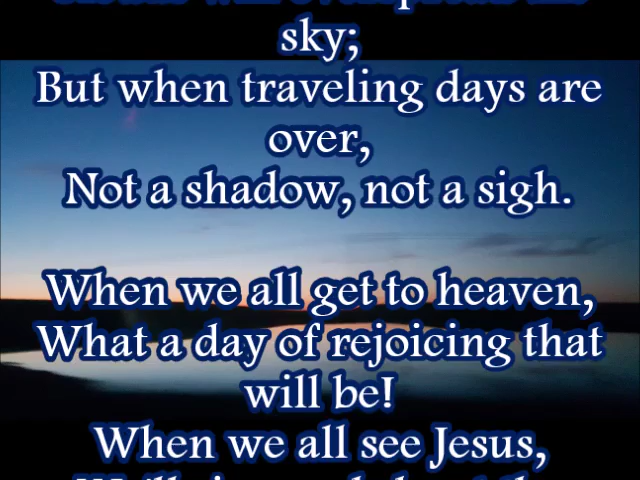 sky;
But when traveling days are
over,
Not a shadow, not a sigh.
When we all get to heaven,
What a day of rejoicing that
will be!
When we all see Jesus,